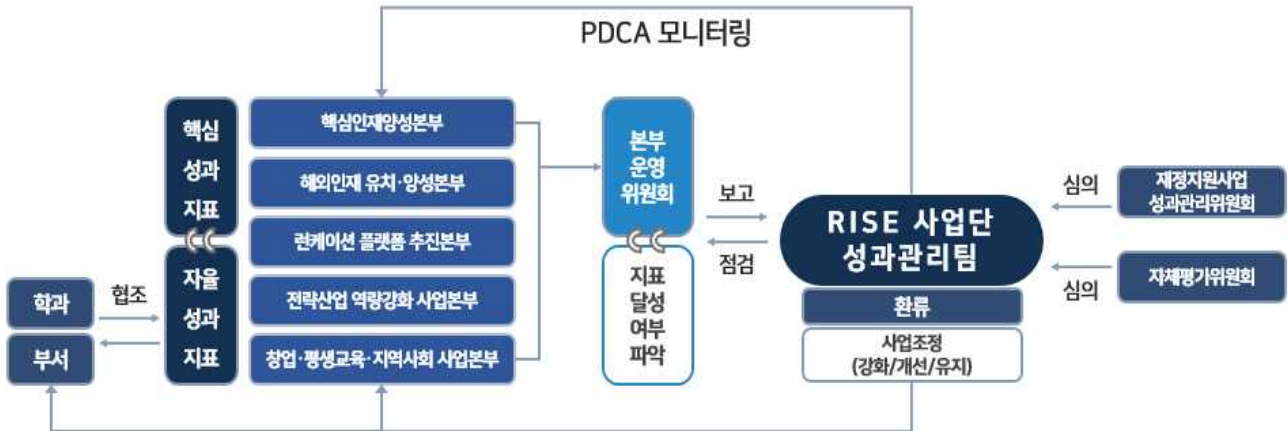 PDCA 모니터링
핵심
성과
지표
자율
성과
지표
학과
부서
협조
핵심인재양성본부
해외인재 유치·양성본부
런케이션 플랫폼 추진본부
전략산업 역량강화 사업본부
창업·평생교육·지역사회 사업본부
본부
운영
위원회
지표
달성
여부
파악
보고
점검
RISE 사업단
성과관리팀
환류
사업조정
(강화/개선/유지)
심의
재정지원사업
성과관리위원회
심의
자체평가위원회